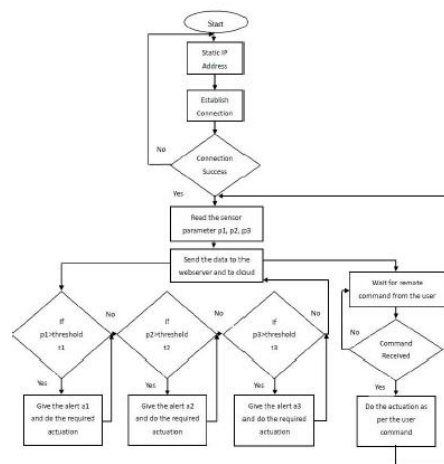 Start
Static IP
Address
Establish
Connection
No
Connection
Success
Yes
Read the sensor
parameter p1, p2, p3
Send the data to the
webserver and to cloud
Wait for remote
command from the user
If
p1>threshold
t1
No
If
p2>threshold
t2
No
If
p3>threshold
t3
No
No
Command
Received
Yes
Yes
Yes
Yes
Give the alert a1
and do the required
actuation
Give the alert a2
and do the required
actuation
Give the alert a3
and do the required
actuation
Do the actuation as
per the user
command